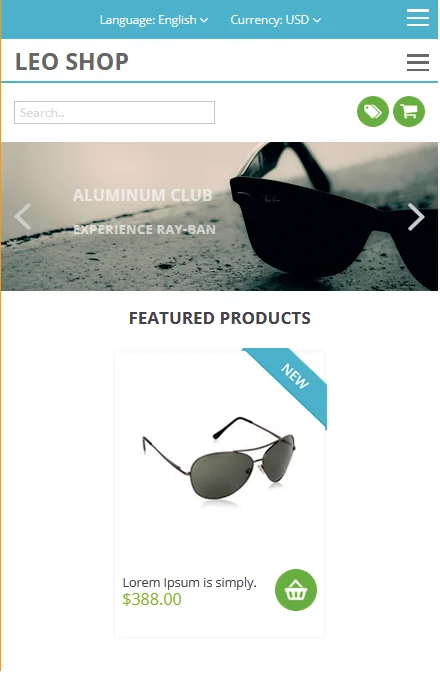 Language: English Currency: USD
LEO SHOP
Search..
ALUMINUM CLUB
EXPERIENCE RAY-BAN
FEATURED PRODUCTS
NEW
Lorem Ipsum is simply.
$388.00